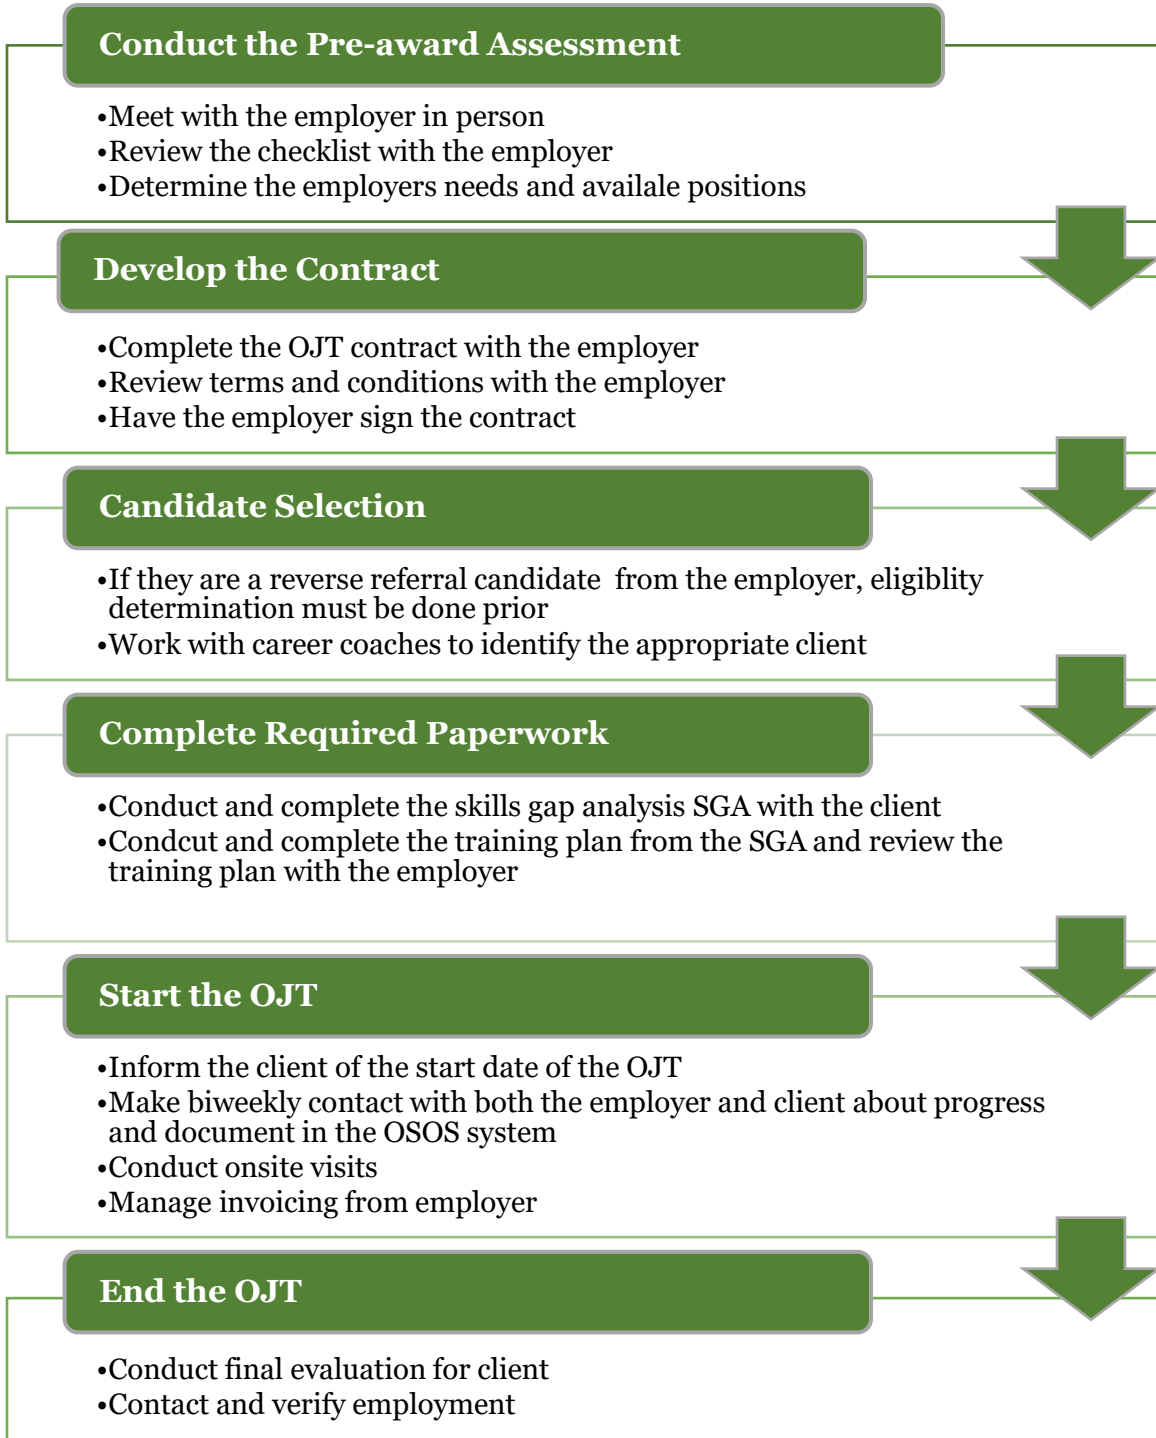 Conduct the Pre-award Assessment
•Meet with the employer in person
•Review the checklist with the employer
•Determine the employers needs and availale positions
Develop the Contract
•Complete the OJT contract with the employer
•Review terms and conditions with the employer
•Have the employer sign the contract
Candidate Selection
•If they are a reverse referral candidate  from the employer, eligiblity
determination must be done prior
•Work with career coaches to identify the appropriate client
Complete Required Paperwork
•Conduct and complete the skills gap analysis SGA with the client
•Condcut and complete the training plan from the SGA and review the
training plan with the employer
Start the OJT
•Inform the client of the start date of the OJT
•Make biweekly contact with both the employer and client about progress
and document in the OSOS system
•Conduct onsite visits
•Manage invoicing from employer
End the OJT
•Conduct final evaluation for client
•Contact and verify employment